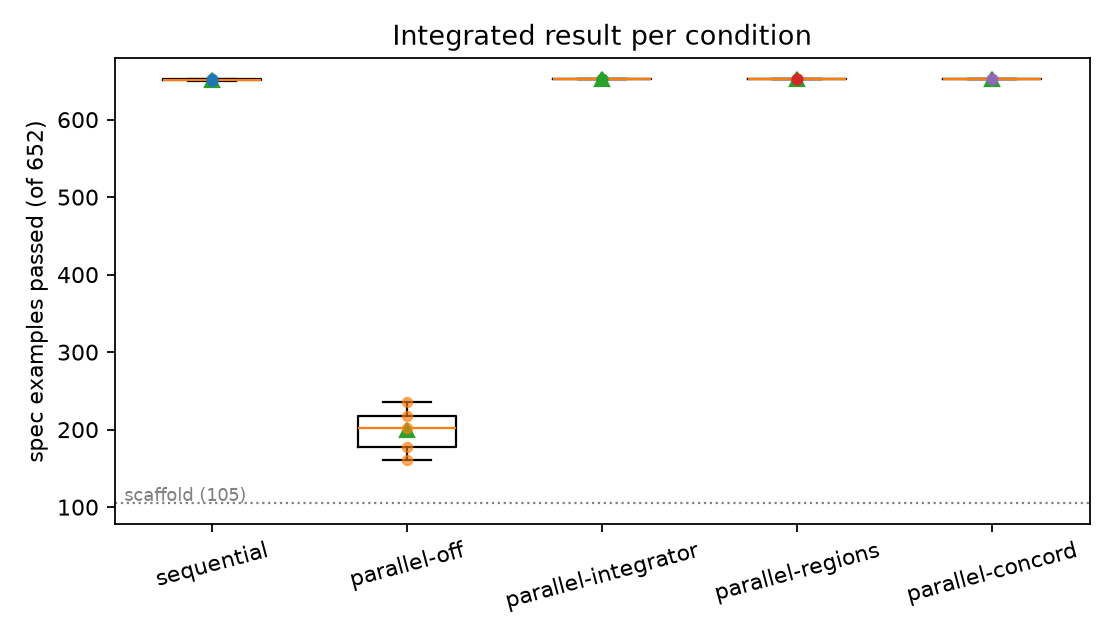 Integrated result per condition
spec examples passed (of 652)
600
500
400
300
200
100
scaffold (105)
sequential
parallel-off
parallel-integrator
parallel-regions
parallel-concord